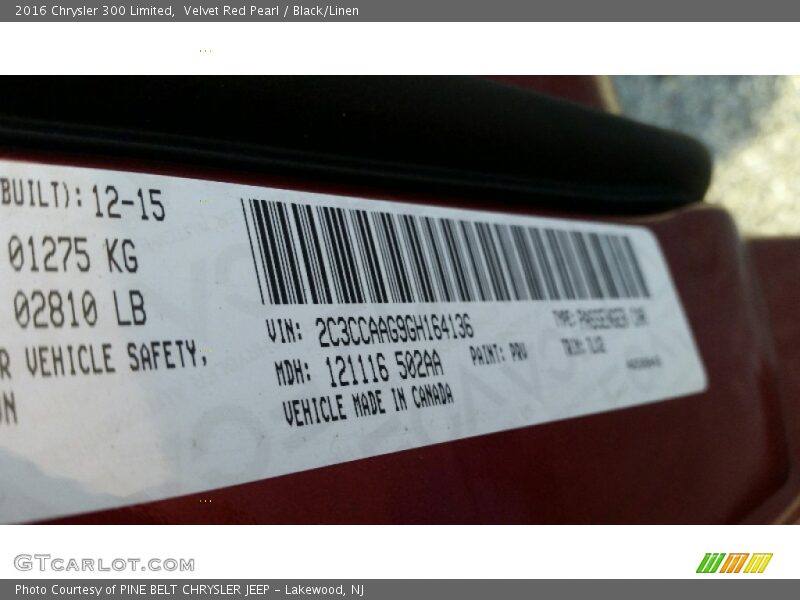 2016 Chrysler 300 Limited,  Velvet Red Pearl / Black/Linen
BUILT): 12-15
01275 KG
02810 LB
R VEHICLE SAFETY,
VIN: 2C3CCAAG9GH164136
TYPE: PASSENGER CAR
MDH: 121116 502AA
PAINT: PRV
TRIM:
VEHICLE MADE IN CANADA
GTCARLOT.COM
Photo Courtesy of PINE BELT CHRYSLER JEEP - Lakewood, NJ